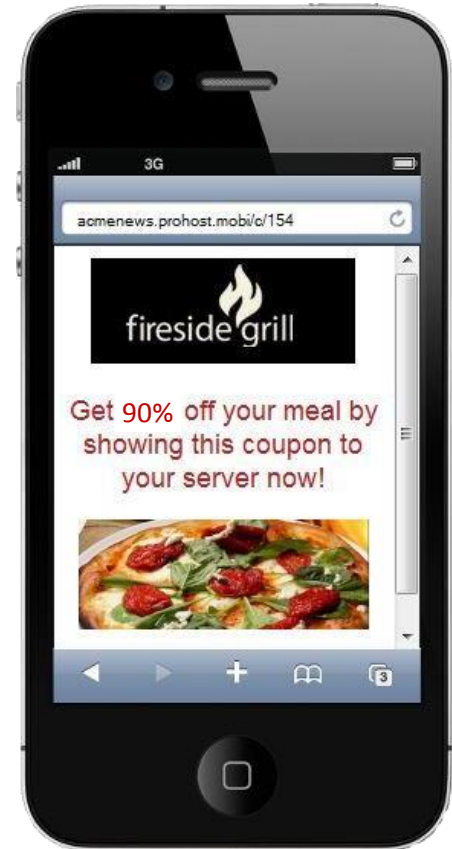 3G
acmenews.prohost.mobi/c/154
fireside grill
Get 90% off your meal by
showing this coupon to
your server now!
3